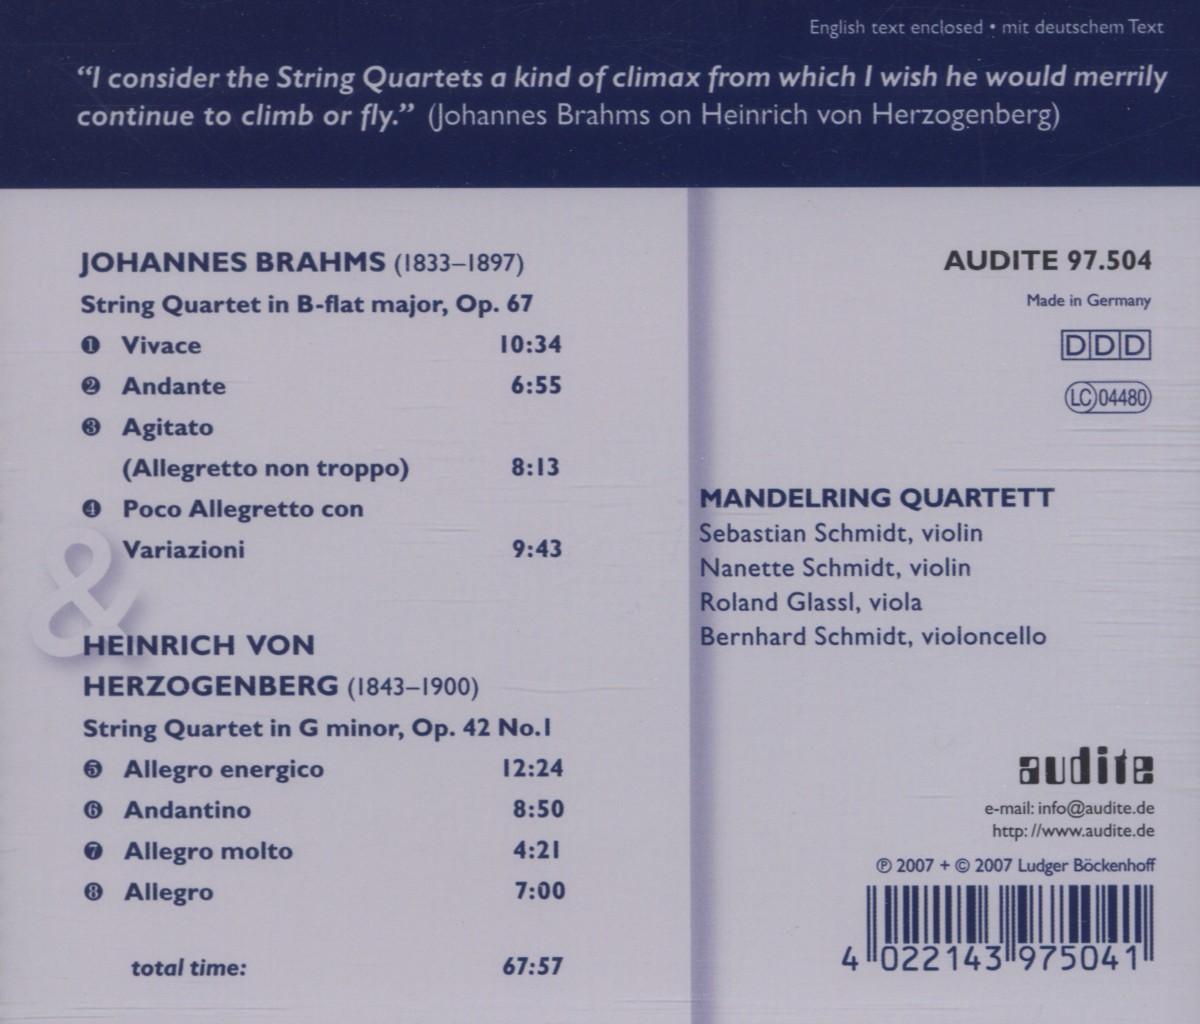 English text enclosed • mit deutschem Text
“I consider the String Quartets a kind of climax from which I wish he would merrily
continue to climb or fly.” (Johannes Brahms on Heinrich von Herzogenberg)
JOHANNES BRAHMS (1833–1897)
String Quartet in B-flat major, Op. 67
❶ Vivace 10:34
❷ Andante 6:55
❸ Agitato
(Allegretto non troppo) 8:13
❹ Poco Allegretto con
Variazioni 9:43
&
HEINRICH VON
HERZOGENBERG (1843–1900)
String Quartet in G minor, Op. 42 No.1
❺ Allegro energico 12:24
❻ Andantino 8:50
❼ Allegro molto 4:21
❽ Allegro 7:00
total time: 67:57
AUDITE 97.504
Made in Germany
DDD
LC 04480
MANDELRING QUARTETT
Sebastian Schmidt, violin
Nanette Schmidt, violin
Roland Glassl, viola
Bernhard Schmidt, violoncello
audite
e-mail: info@audite.de
http: //www.audite.de
℗ 2007 + © 2007 Ludger Böckenhoff
4 022143 975041